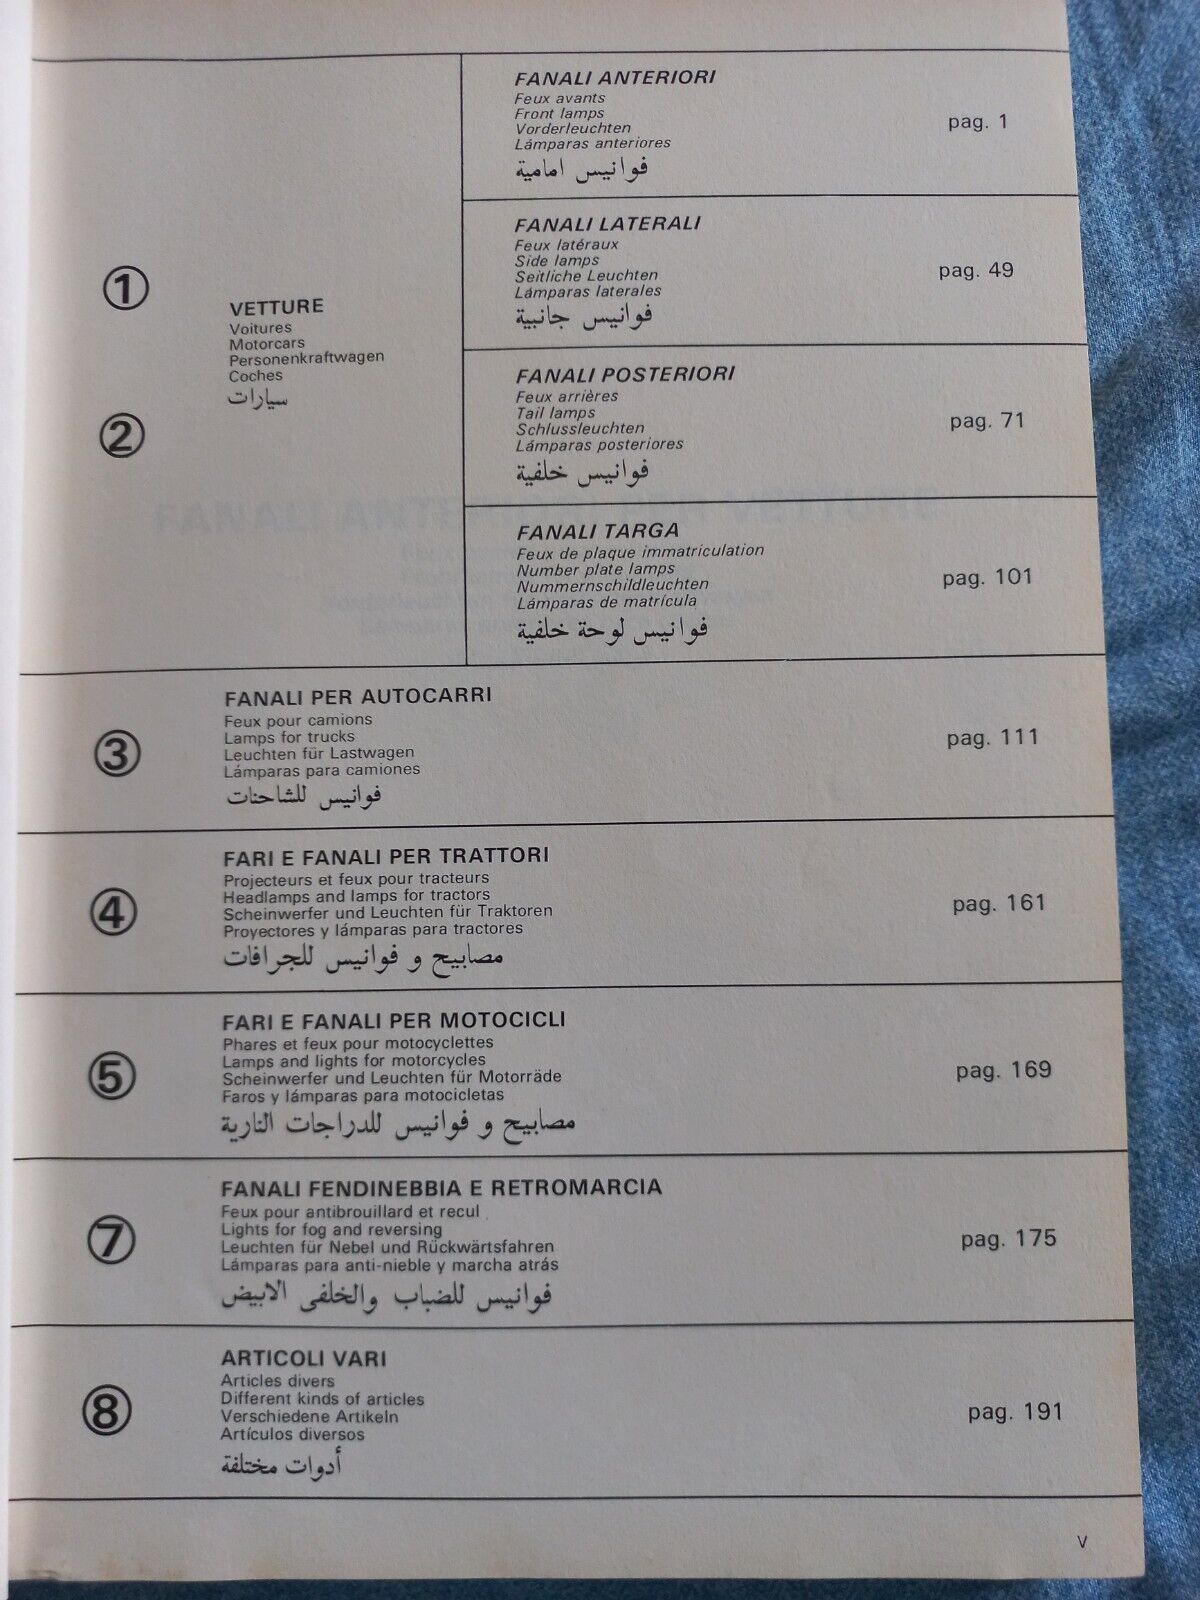 FANALI ANTERIORI
Feux avants
Front lamps
Vorderleuchten
Lámparas anteriores
فوانيس امامية
pag. 1
FANALI LATERALI
Feux latéraux
Side lamps
Seitliche Leuchten
Lámparas laterales
فوانيس جانبية
pag. 49
①
②
VETTURE
Voitures
Motorcars
Personenkraftwagen
Coches
سيارات
FANALI POSTERIORI
Feux arrières
Tail lamps
Schlussleuchten
Lámparas posteriores
فوانيس خلفية
pag. 71
FANALI TARGA
Feux de plaque immatriculation
Number plate lamps
Nummernschildleuchten
Lámparas de matrícula
فوانيس لوحة خلفية
pag. 101
③
FANALI PER AUTOCARRI
Feux pour camions
Lamps for trucks
Leuchten für Lastwagen
Lámparas para camiones
فوانيس للشاحنات
pag. 111
④
FARI E FANALI PER TRATTORI
Projecteurs et feux pour tracteurs
Headlamps and lamps for tractors
Scheinwerfer und Leuchten für Traktoren
Proyectores y lámparas para tractores
مصابيح و فوانيس للجرافات
pag. 161
⑤
FARI E FANALI PER MOTOCICLI
Phares et feux pour motocyclettes
Lamps and lights for motorcycles
Scheinwerfer und Leuchten für Motorräde
Faros y lámparas para motocicletas
مصابيح و فوانيس للدراجات النارية
pag. 169
⑦
FANALI FENDINEBBIA E RETROMARCIA
Feux pour antibrouillard et recul
Lights for fog and reversing
Leuchten für Nebel und Rückwärtsfahren
Lámparas para anti-nieble y marcha atrás
فوانيس للضباب والخلفى الابيض
pag. 175
⑧
ARTICOLI VARI
Articles divers
Different kinds of articles
Verschiedene Artikeln
Artículos diversos
أدوات مختلفة
pag. 191
V